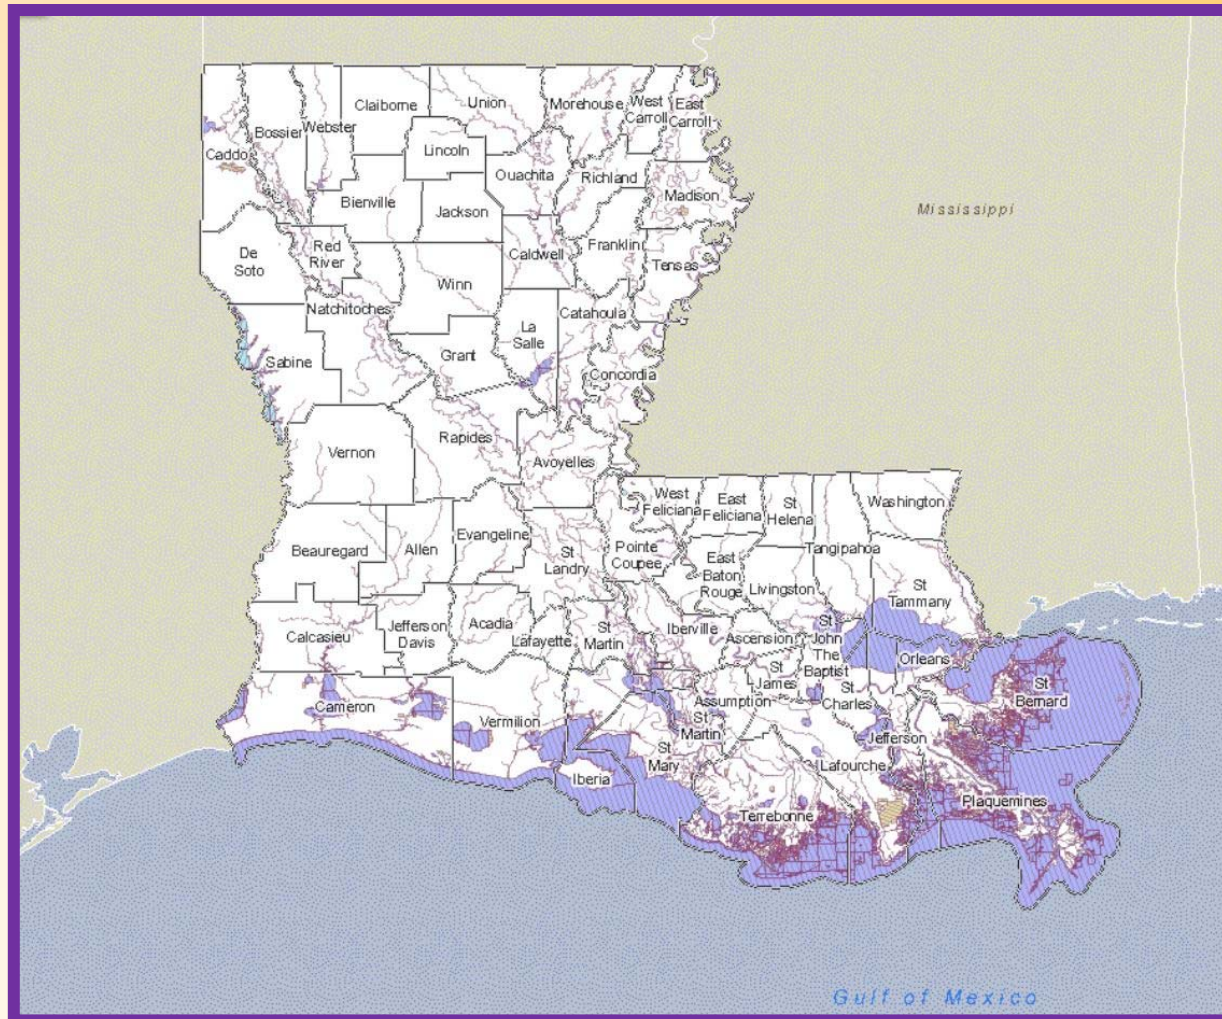 Claiborne
Union
Morehouse
West
Carroll
East
Carroll
Bossier
Webster
Lincoln
Caddo
Ouachita
Richland
Madison
Bienville
Jackson
Mississippi
De
Soto
Red
River
Caldwell
Franklin
Tensas
Winn
Natchitoches
Catahoula
La
Salle
Sabine
Grant
Concordia
Vernon
Rapides
Avoyelles
West
Feliciana
East
Feliciana
St
Helena
Washington
Beauregard
Allen
Evangeline
St
Landry
Pointe
Coupee
East
Baton
Rouge
Livingston
Tangipahoa
St
Tammany
Calcasieu
Jefferson
Davis
Acadia
Lafayette
St
Martin
Iberville
Ascension
St
John
The
Baptist
Orleans
St
James
St
Bernard
Cameron
Vermilion
Assumption
St
Martin
St
Charles
Jefferson
St
Mary
Lafourche
Iberia
Terrebonne
Plaquemines
Gulf of Mexico